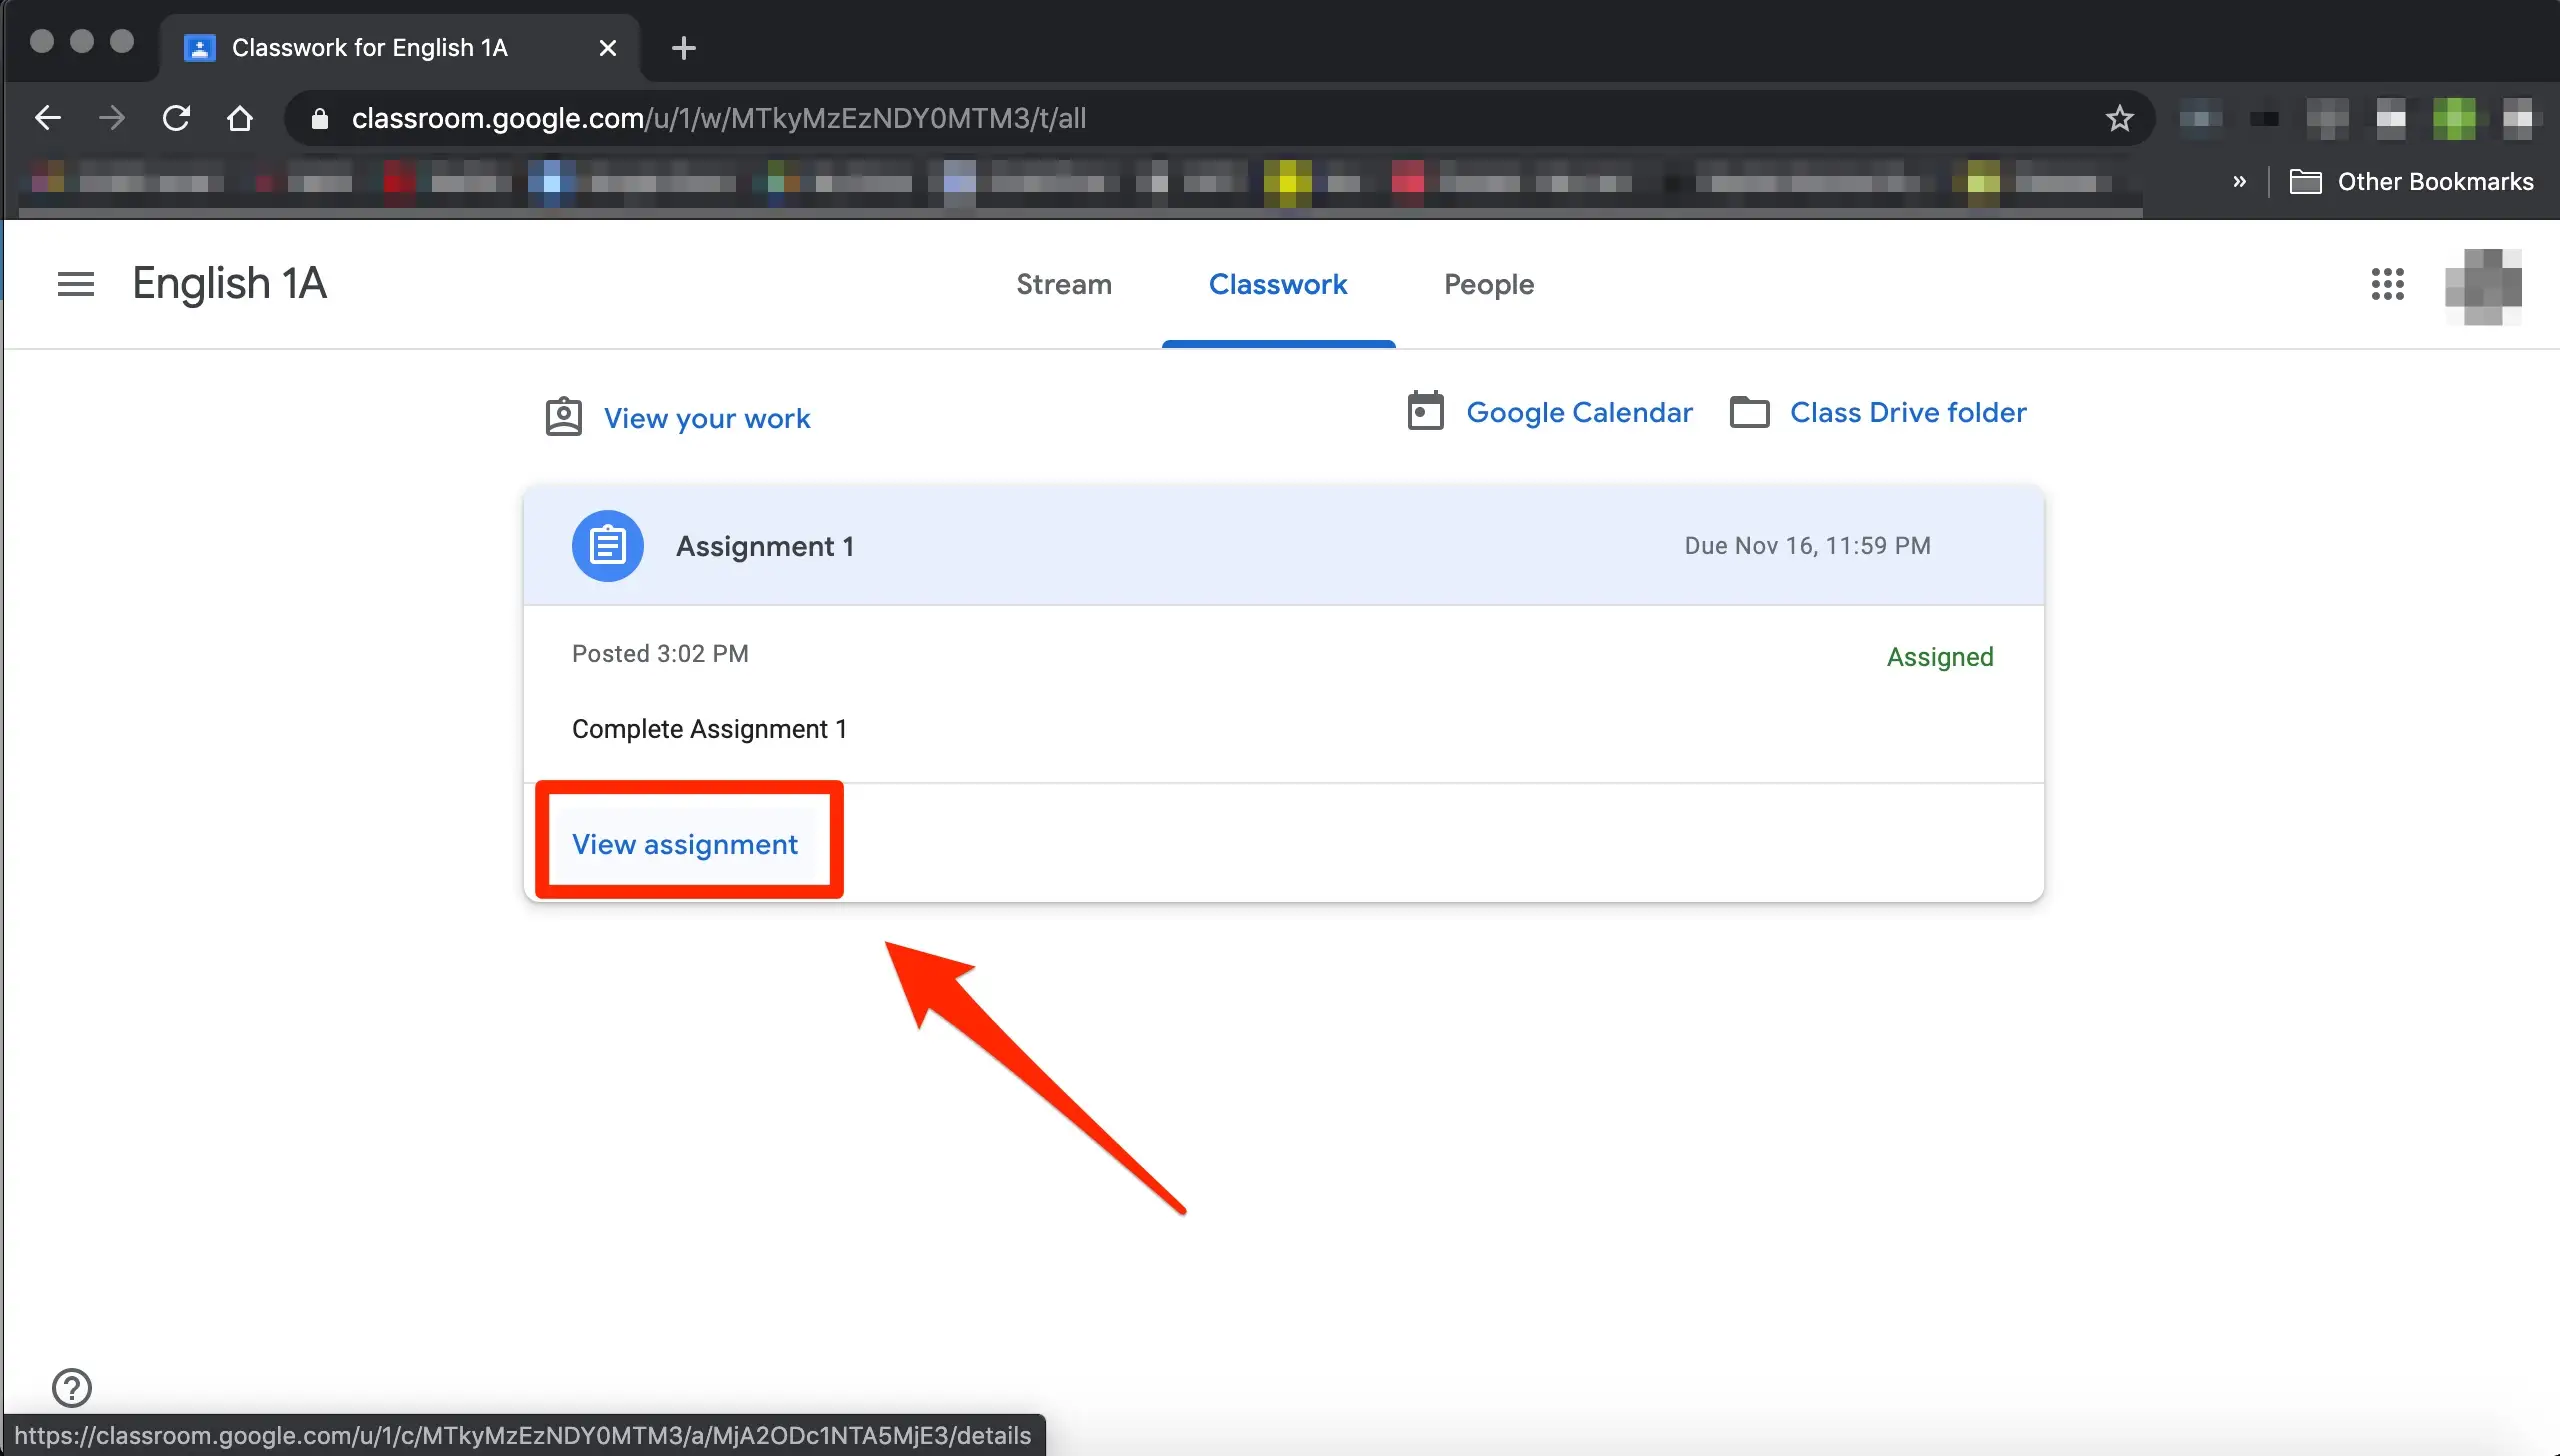 Classwork for English 1A
classroom.google.com/u/1/w/MTkyMzEzNDY0MTM3/t/all
» Other Bookmarks
English 1A
Stream Classwork People
View your work
Google Calendar Class Drive folder
Assignment 1 Due Nov 16, 11:59 PM
Posted 3:02 PM Assigned
Complete Assignment 1
View assignment
https://classroom.google.com/u/1/c/MTkyMzEzNDY0MTM3/a/MjA2ODc1NTA5MjE3/details